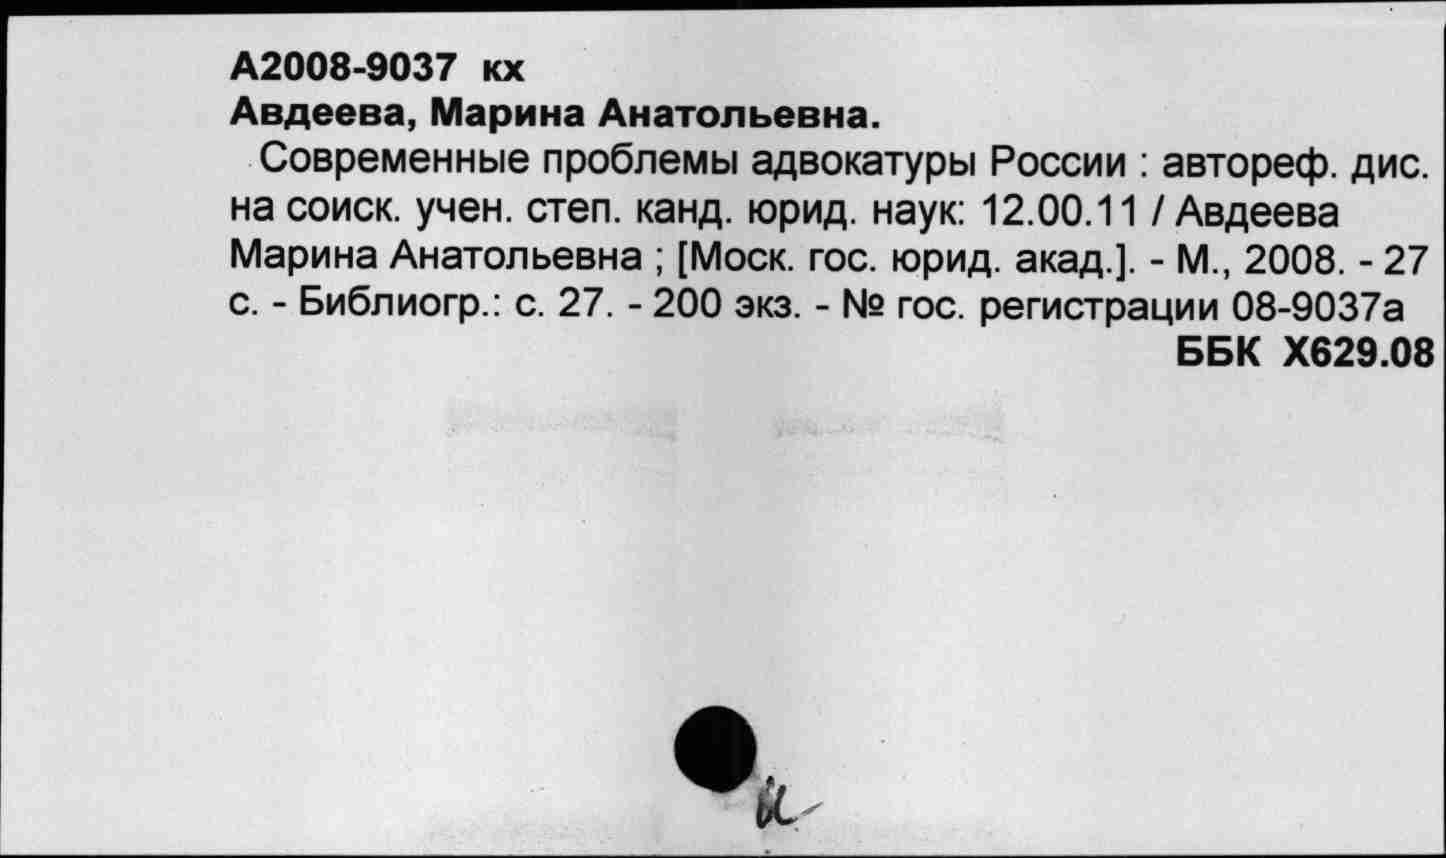 А2008-9037 кх
Авдеева, Марина Анатольевна.
Современные проблемы адвокатуры России : автореф. дис.
на соиск. учен. степ. канд. юрид. наук: 12.00.11 / Авдеева
Марина Анатольевна ; [Моск. гос. юрид. акад.]. - М., 2008. - 27
с. - Библиогр.: с. 27. - 200 экз. - № гос. регистрации 08-9037а
ББК Х629.08